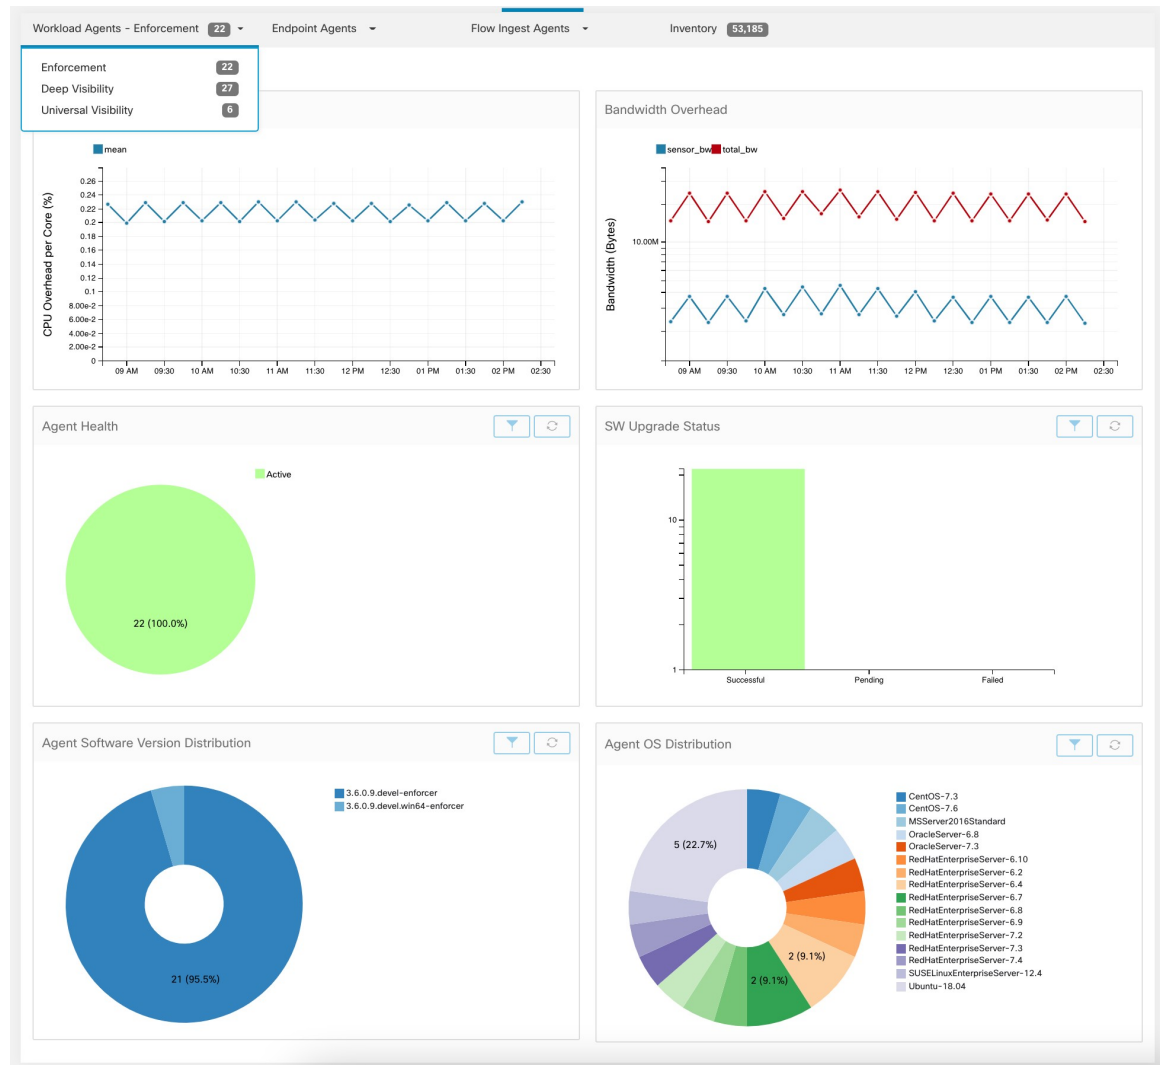 Workload Agents - Enforcement 22 Endpoint Agents Flow Ingest Agents Inventory 53,185
Enforcement 22
Deep Visibility 27
Universal Visibility 6
mean
CPU Overhead per Core (%)
0.26
0.24
0.22
0.2
0.18
0.16
0.14
0.12
0.1
8.00e-2
6.00e-2
4.00e-2
2.00e-2
0
09 AM 09:30 10 AM 10:30 11 AM 11:30 12 PM 12:30 01 PM 01:30 02 PM 02:30
Bandwidth Overhead
sensor_bw total_bw
Bandwidth (Bytes)
10.00M
09 AM 09:30 10 AM 10:30 11 AM 11:30 12 PM 12:30 01 PM 01:30 02 PM 02:30
Agent Health
Active
22 (100.0%)
SW Upgrade Status
10
1
Successful Pending Failed
Agent Software Version Distribution
3.6.0.9.devel-enforcer
3.6.0.9.devel.win64-enforcer
21 (95.5%)
Agent OS Distribution
5 (22.7%)
2 (9.1%)
2 (9.1%)
CentOS-7.3
CentOS-7.6
MSServer2016Standard
OracleServer-6.8
OracleServer-7.3
RedHatEnterpriseServer-6.10
RedHatEnterpriseServer-6.2
RedHatEnterpriseServer-6.4
RedHatEnterpriseServer-6.7
RedHatEnterpriseServer-6.8
RedHatEnterpriseServer-6.9
RedHatEnterpriseServer-7.2
RedHatEnterpriseServer-7.3
RedHatEnterpriseServer-7.4
SUSELinuxEnterpriseServer-12.4
Ubuntu-18.04